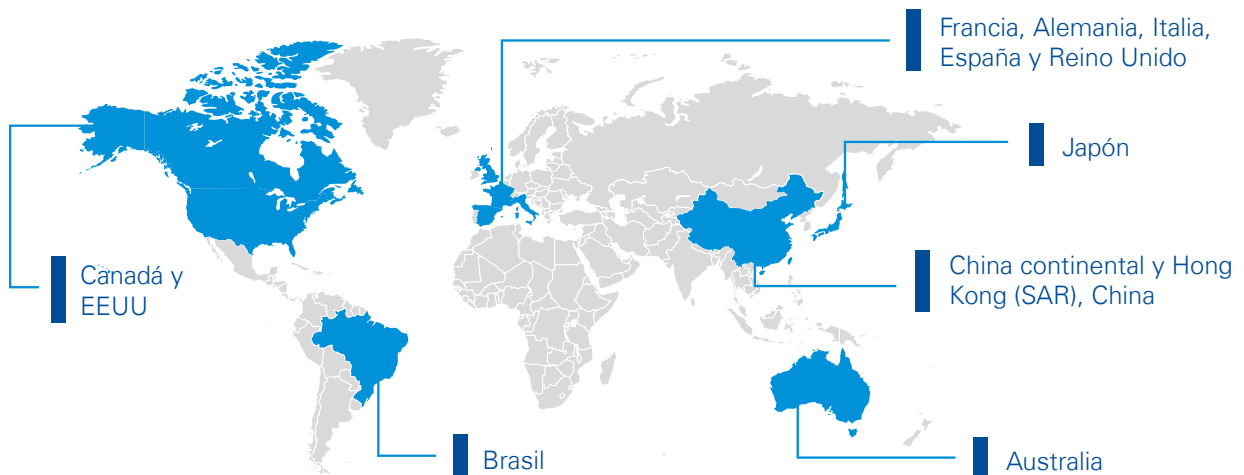 Francia, Alemania, Italia,
España y Reino Unido
Japón
Canadá y
EEUU
China continental y Hong
Kong (SAR), China
Brasil
Australia